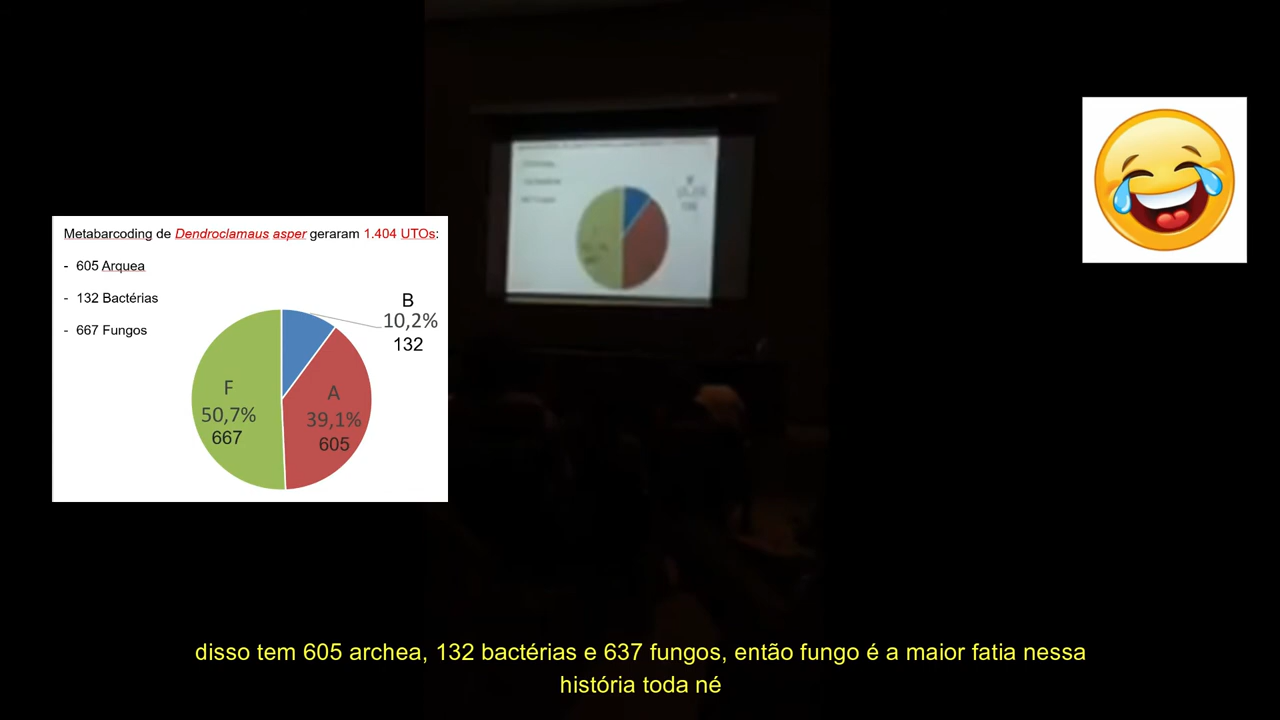 Metabarcoding de Dendroclamaus asper geraram 1.404 UTOs:
- 605 Arquea
- 132 Bactérias
- 667 Fungos
B
10,2%
132
F
50,7%
667
A
39,1%
605
disso tem 605 archea, 132 bactérias e 637 fungos, então fungo é a maior fatia nessa
história toda né